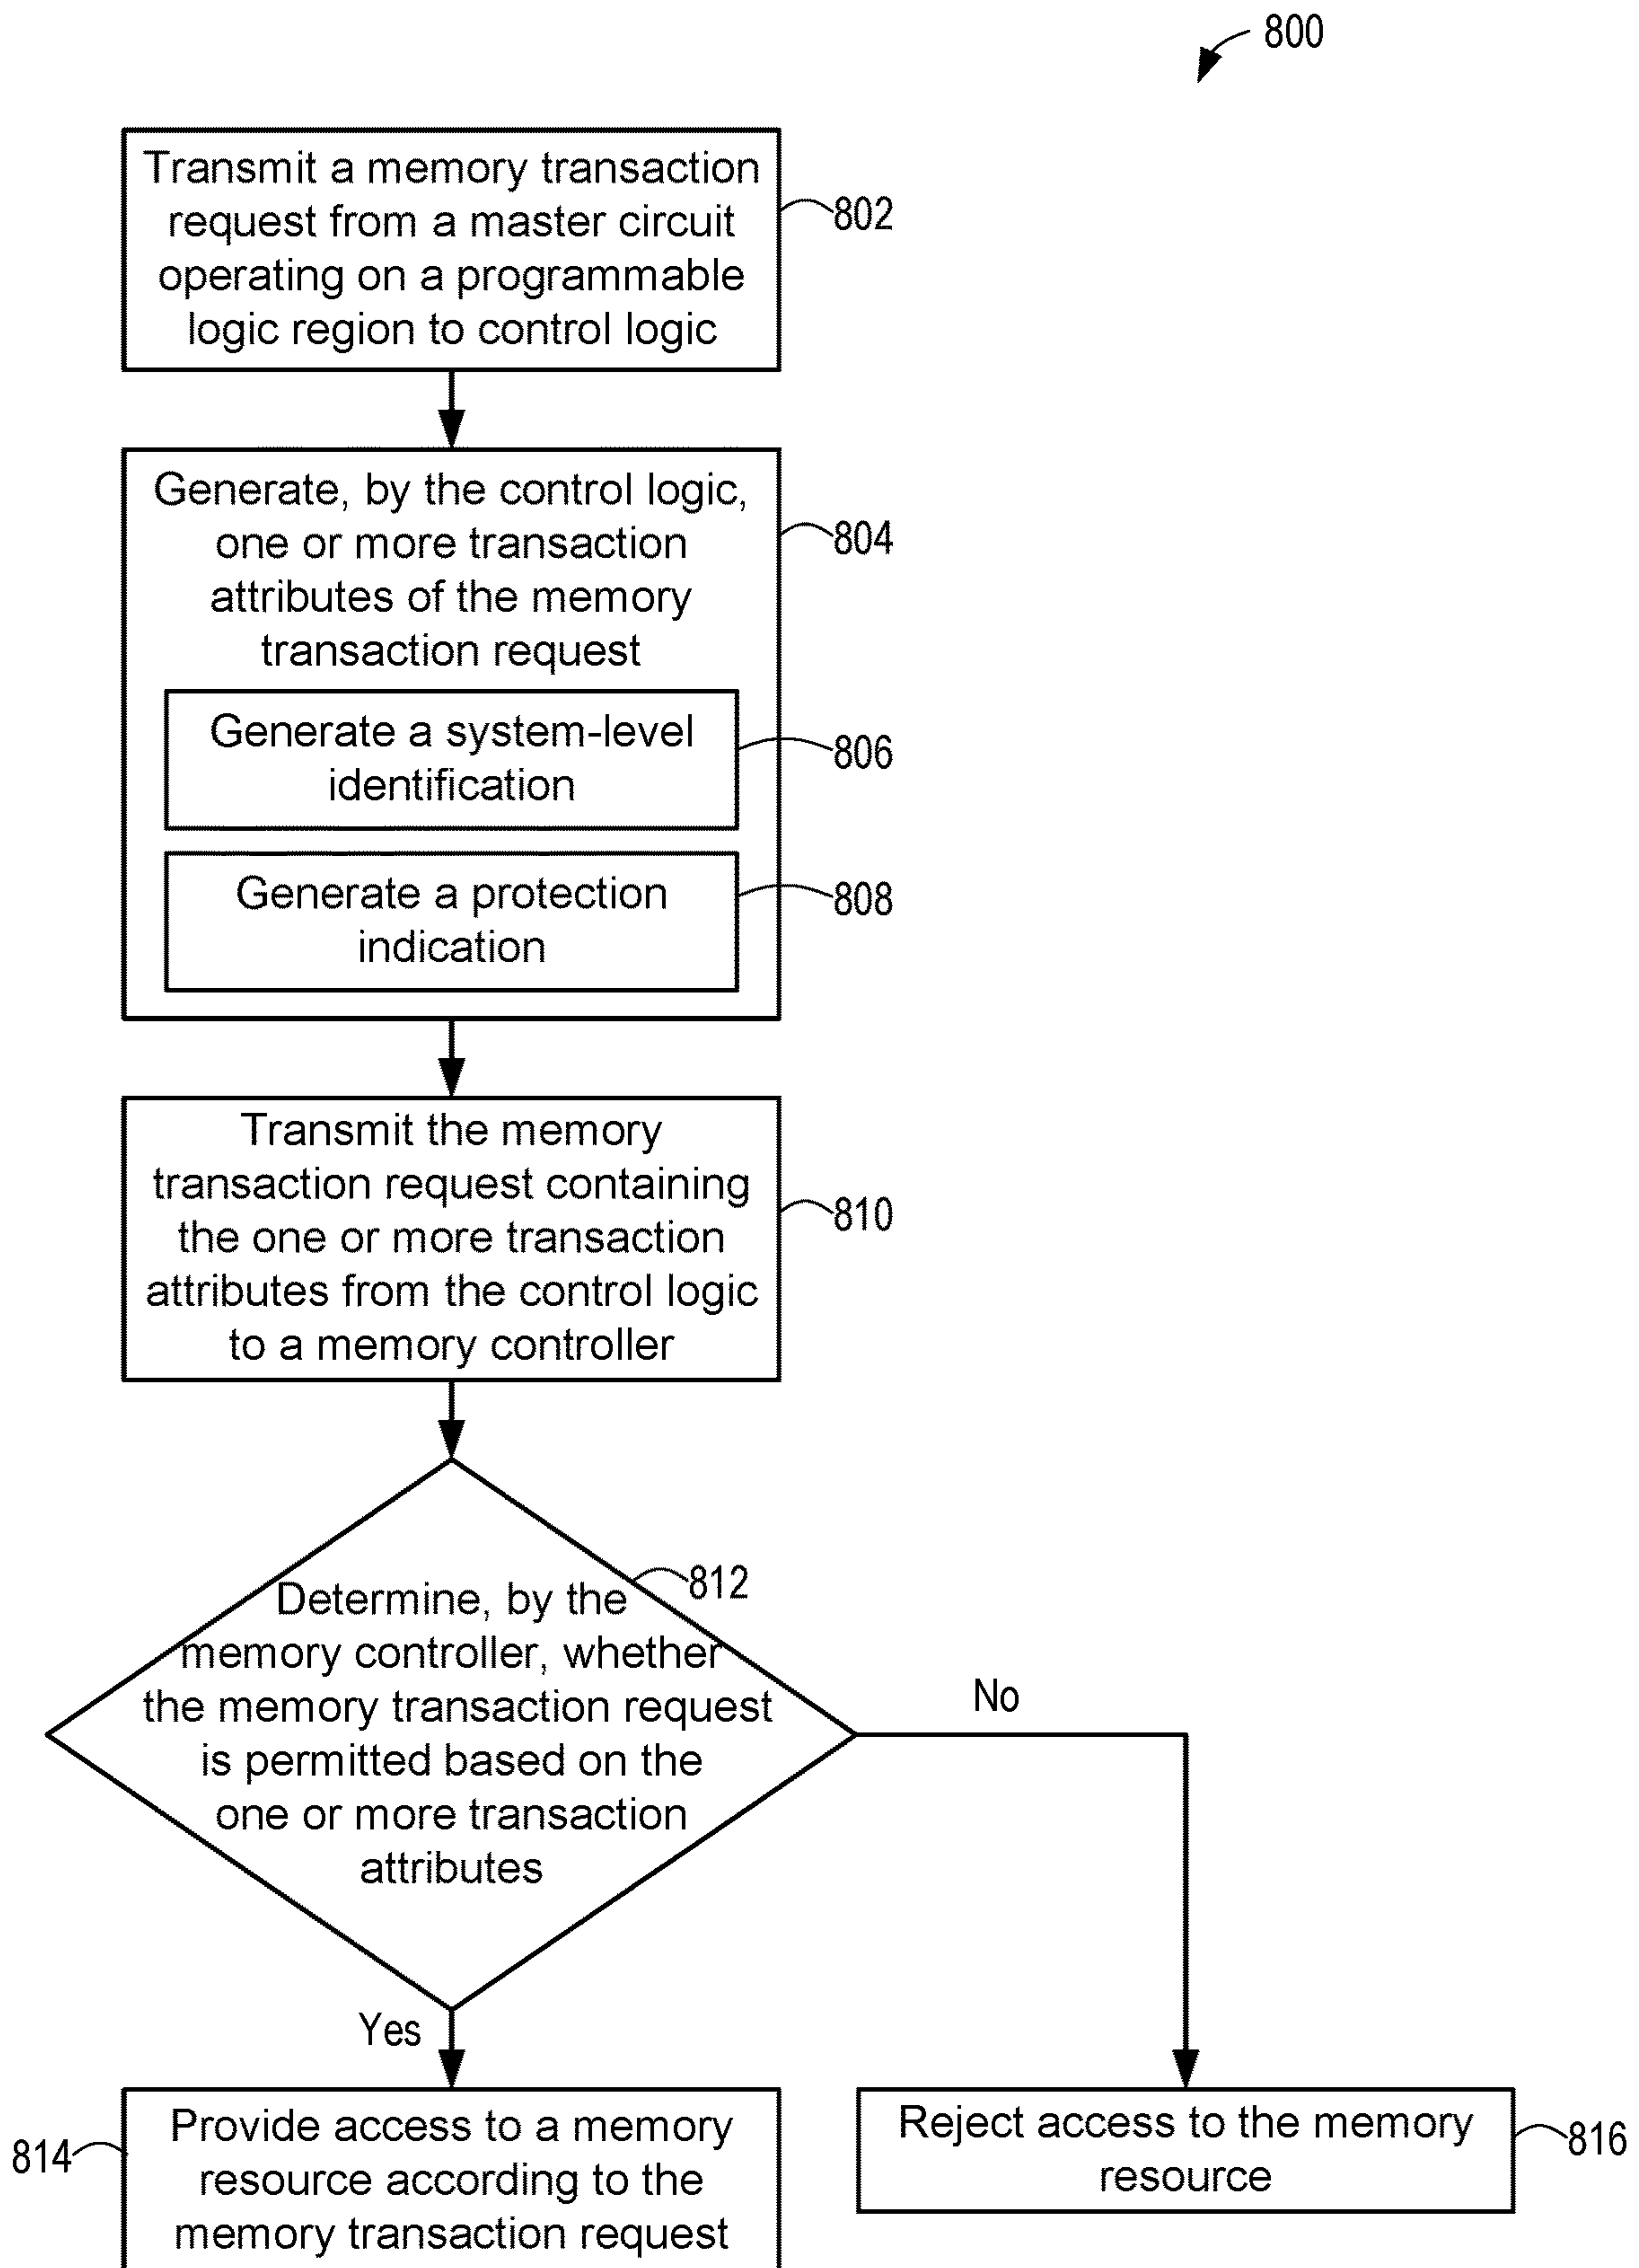 800
Transmit a memory transaction
request from a master circuit
operating on a programmable
logic region to control logic
802
Generate, by the control logic,
one or more transaction
attributes of the memory
transaction request
804
Generate a system-level
identification
806
Generate a protection
indication
808
Transmit the memory
transaction request containing
the one or more transaction
attributes from the control logic
to a memory controller
810
Determine, by the
memory controller, whether
the memory transaction request
is permitted based on the
one or more transaction
attributes
812
No
Yes
Provide access to a memory
resource according to the
memory transaction request
814
Reject access to the memory
resource
816